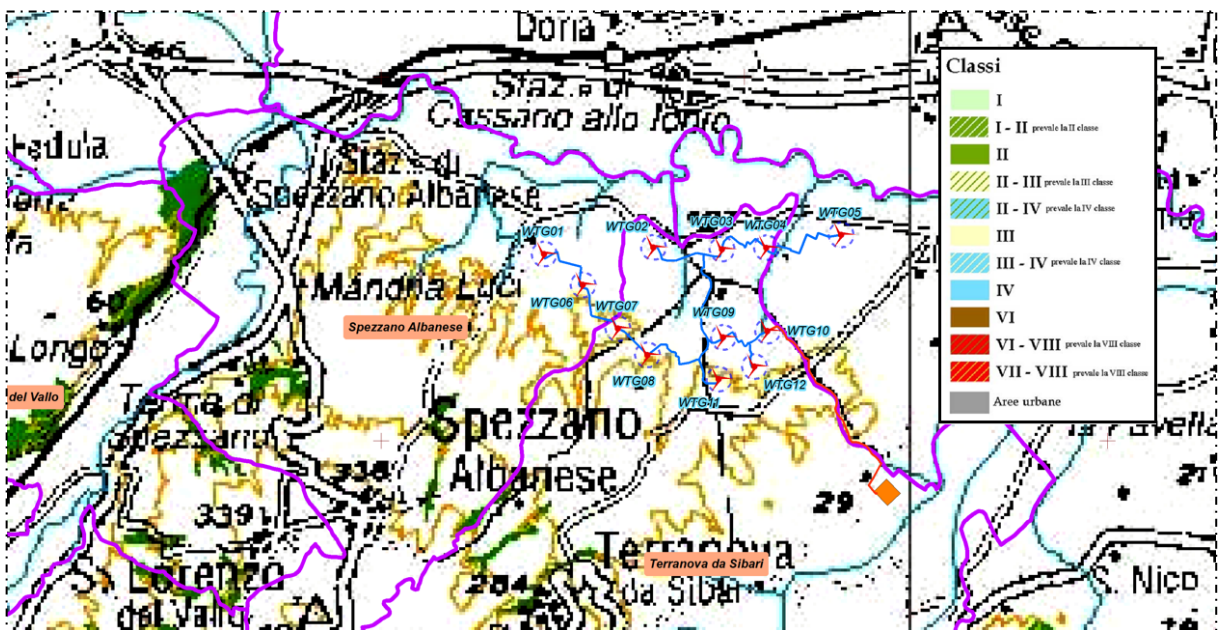 Doria
66
Staz.e di
Cassano allo Ionio
Staz. di
Spezzano Albanese
WTG01
WTG02
WTG03
WTG04
WTG05
WTG06
WTG07
WTG08
WTG09
WTG10
WTG11
WTG12
Mandria Luci
Spezzano Albanese
60
Longo
del Vallo
Terme di
Spezzano
Spezzano
Albanese
339
29
284
Terranova
da Sibari
Terranova da Sibari
S. Lorenzo
del Vallo
Nico
Classi
I
I - II prevale la II classe
II
II - III prevale la III classe
II - IV prevale la IV classe
III
III - IV prevale la IV classe
IV
VI
VI - VIII prevale la VIII classe
VII - VIII prevale la VIII classe
Aree urbane